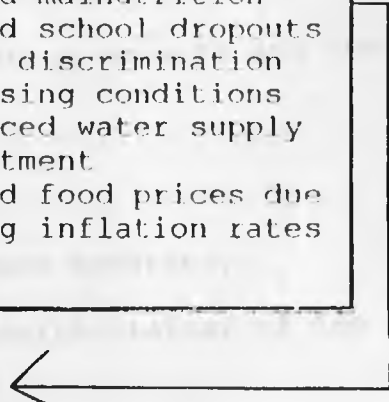 d malnutrition
d school dropouts
discrimination
sing conditions
ced water supply
tment
d food prices due
g inflation rates